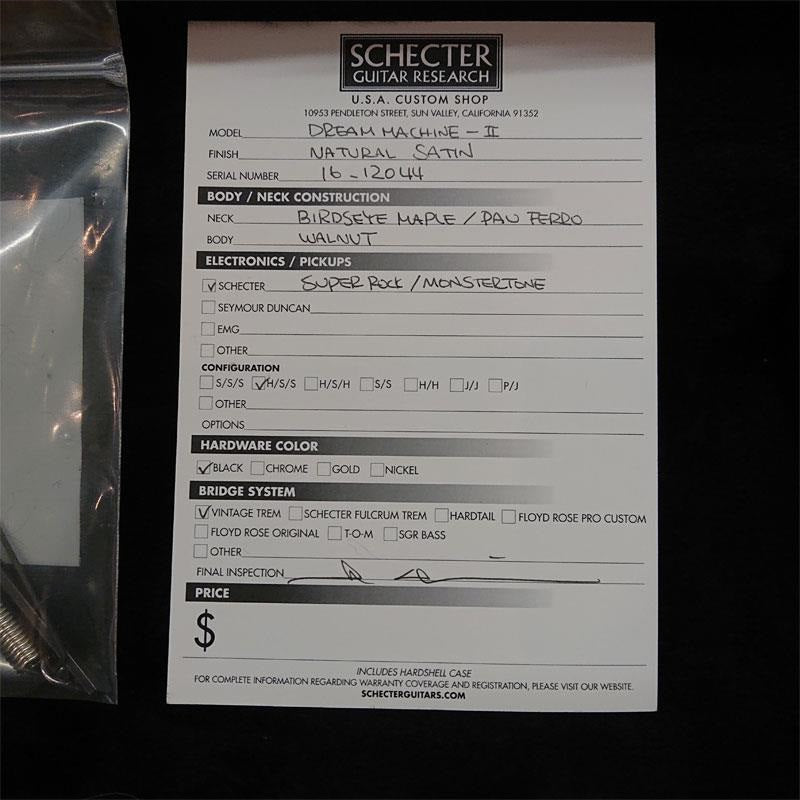 SCHECTER
GUITAR RESEARCH
U.S.A. CUSTOM SHOP
10953 PENDLETON STREET, SUN VALLEY, CALIFORNIA 91352
MODEL DREAM MACHINE - II
FINISH NATURAL SATIN
SERIAL NUMBER 16-12044
BODY / NECK CONSTRUCTION
NECK BIRDSEYE MAPLE / PAU FERRO
BODY WALNUT
ELECTRONICS / PICKUPS
SCHECTER SUPER ROCK / MONSTERTONE
SEYMOUR DUNCAN
EMG
OTHER
CONFIGURATION
S/S/S H/S/S H/S/H S/S H/H J/J P/J
OTHER
OPTIONS
HARDWARE COLOR
BLACK CHROME GOLD NICKEL
BRIDGE SYSTEM
VINTAGE TREM SCHECTER FULCRUM TREM HARDTAIL FLOYD ROSE PRO CUSTOM
FLOYD ROSE ORIGINAL T-O-M SGR BASS
OTHER
FINAL INSPECTION
PRICE
$
INCLUDES HARDSHELL CASE
FOR COMPLETE INFORMATION REGARDING WARRANTY COVERAGE AND REGISTRATION, PLEASE VISIT OUR WEBSITE.
SCHECTERGUITARS.COM